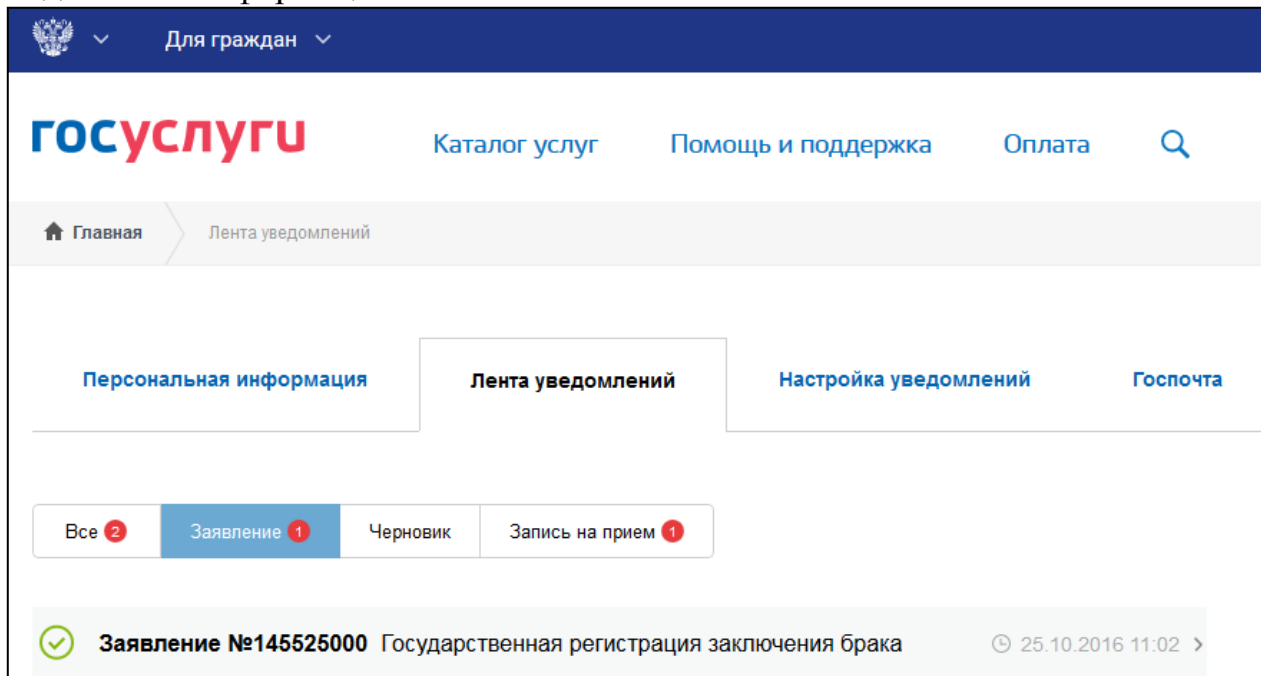 Для граждан
госуслуги Каталог услуг Помощь и поддержка Оплата
Главная Лента уведомлений
Персональная информация Лента уведомлений Настройка уведомлений Госпочта
Все 2 Заявление 1 Черновик Запись на прием 1
Заявление №145525000 Государственная регистрация заключения брака 25.10.2016 11:02